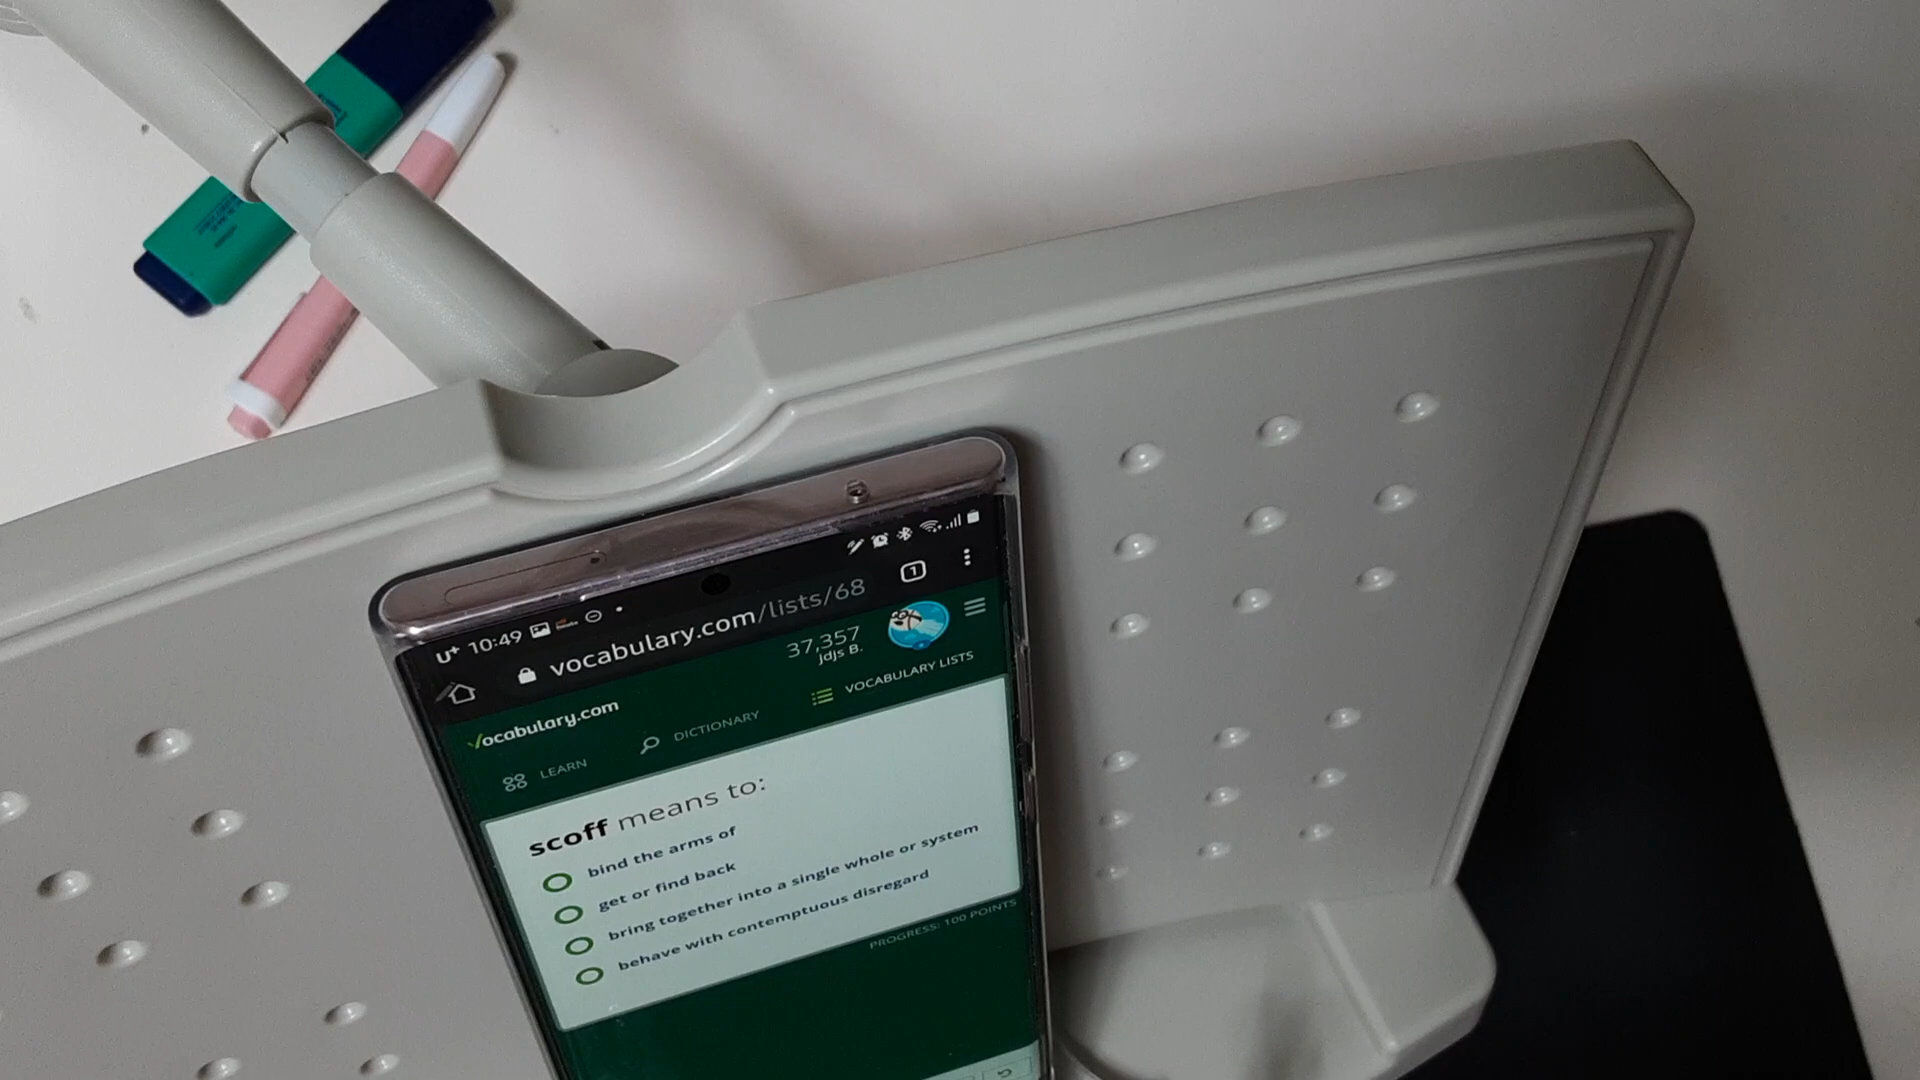 U+ 10:49
1
vocabulary.com/lists/68
37,357
jdjs B.
Vocabulary.com
LEARN
DICTIONARY
VOCABULARY LISTS
scoff means to:
bind the arms of
get or find back
bring together into a single whole or system
behave with contemptuous disregard
PROGRESS: 100 POINTS